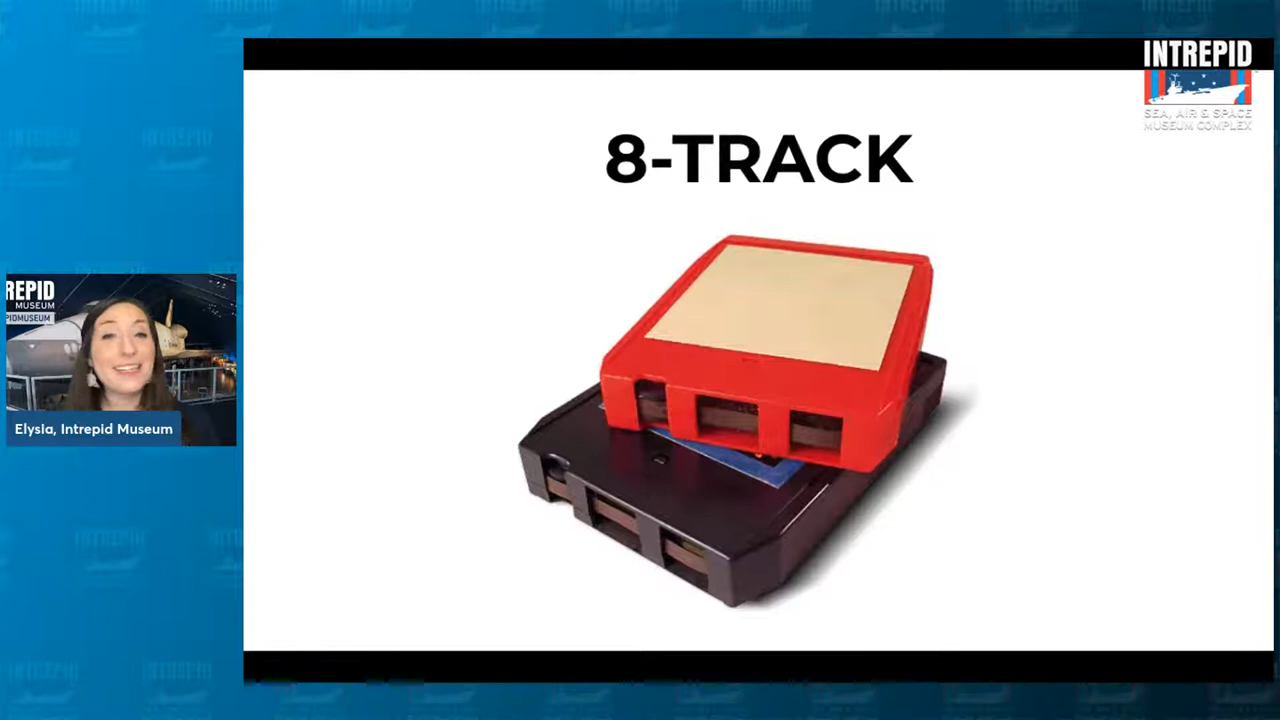 INTREPID
SEA, AIR & SPACE
MUSEUM COMPLEX
8-TRACK
REPID
MUSEUM
PIDMUSEUM
Elysia, Intrepid Museum